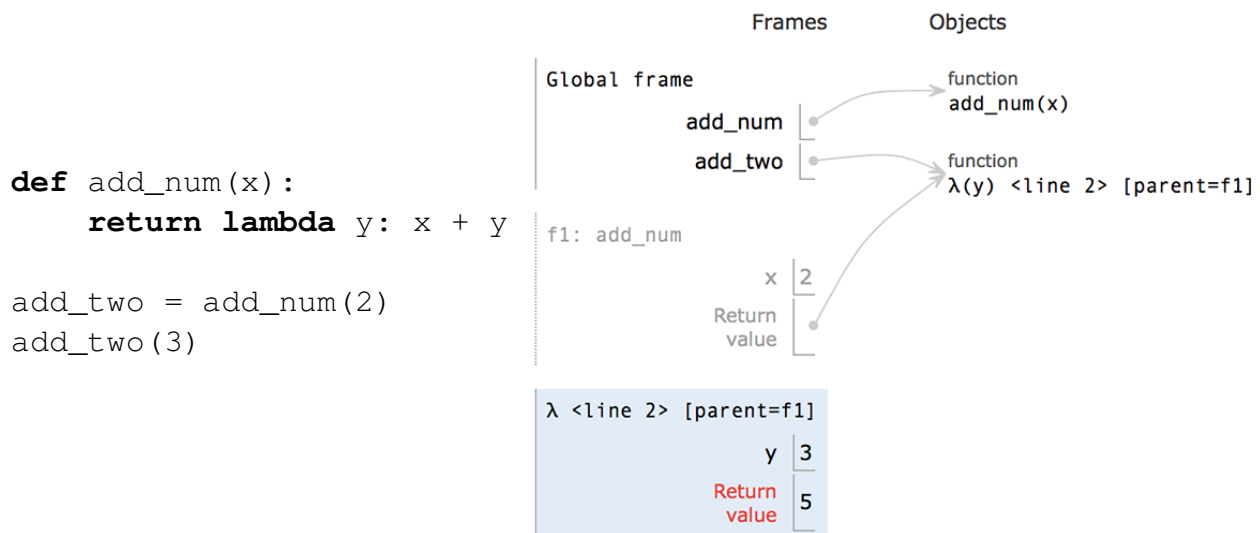 def add_num(x):
    return lambda y: x + y
add_two = add_num(2)
add_two(3)
Frames Objects
Global frame
add_num
add_two
function
add_num(x)
function
λ(y) <line 2> [parent=f1]
f1: add_num
x 2
Return
value
λ <line 2> [parent=f1]
y 3
Return
value 5